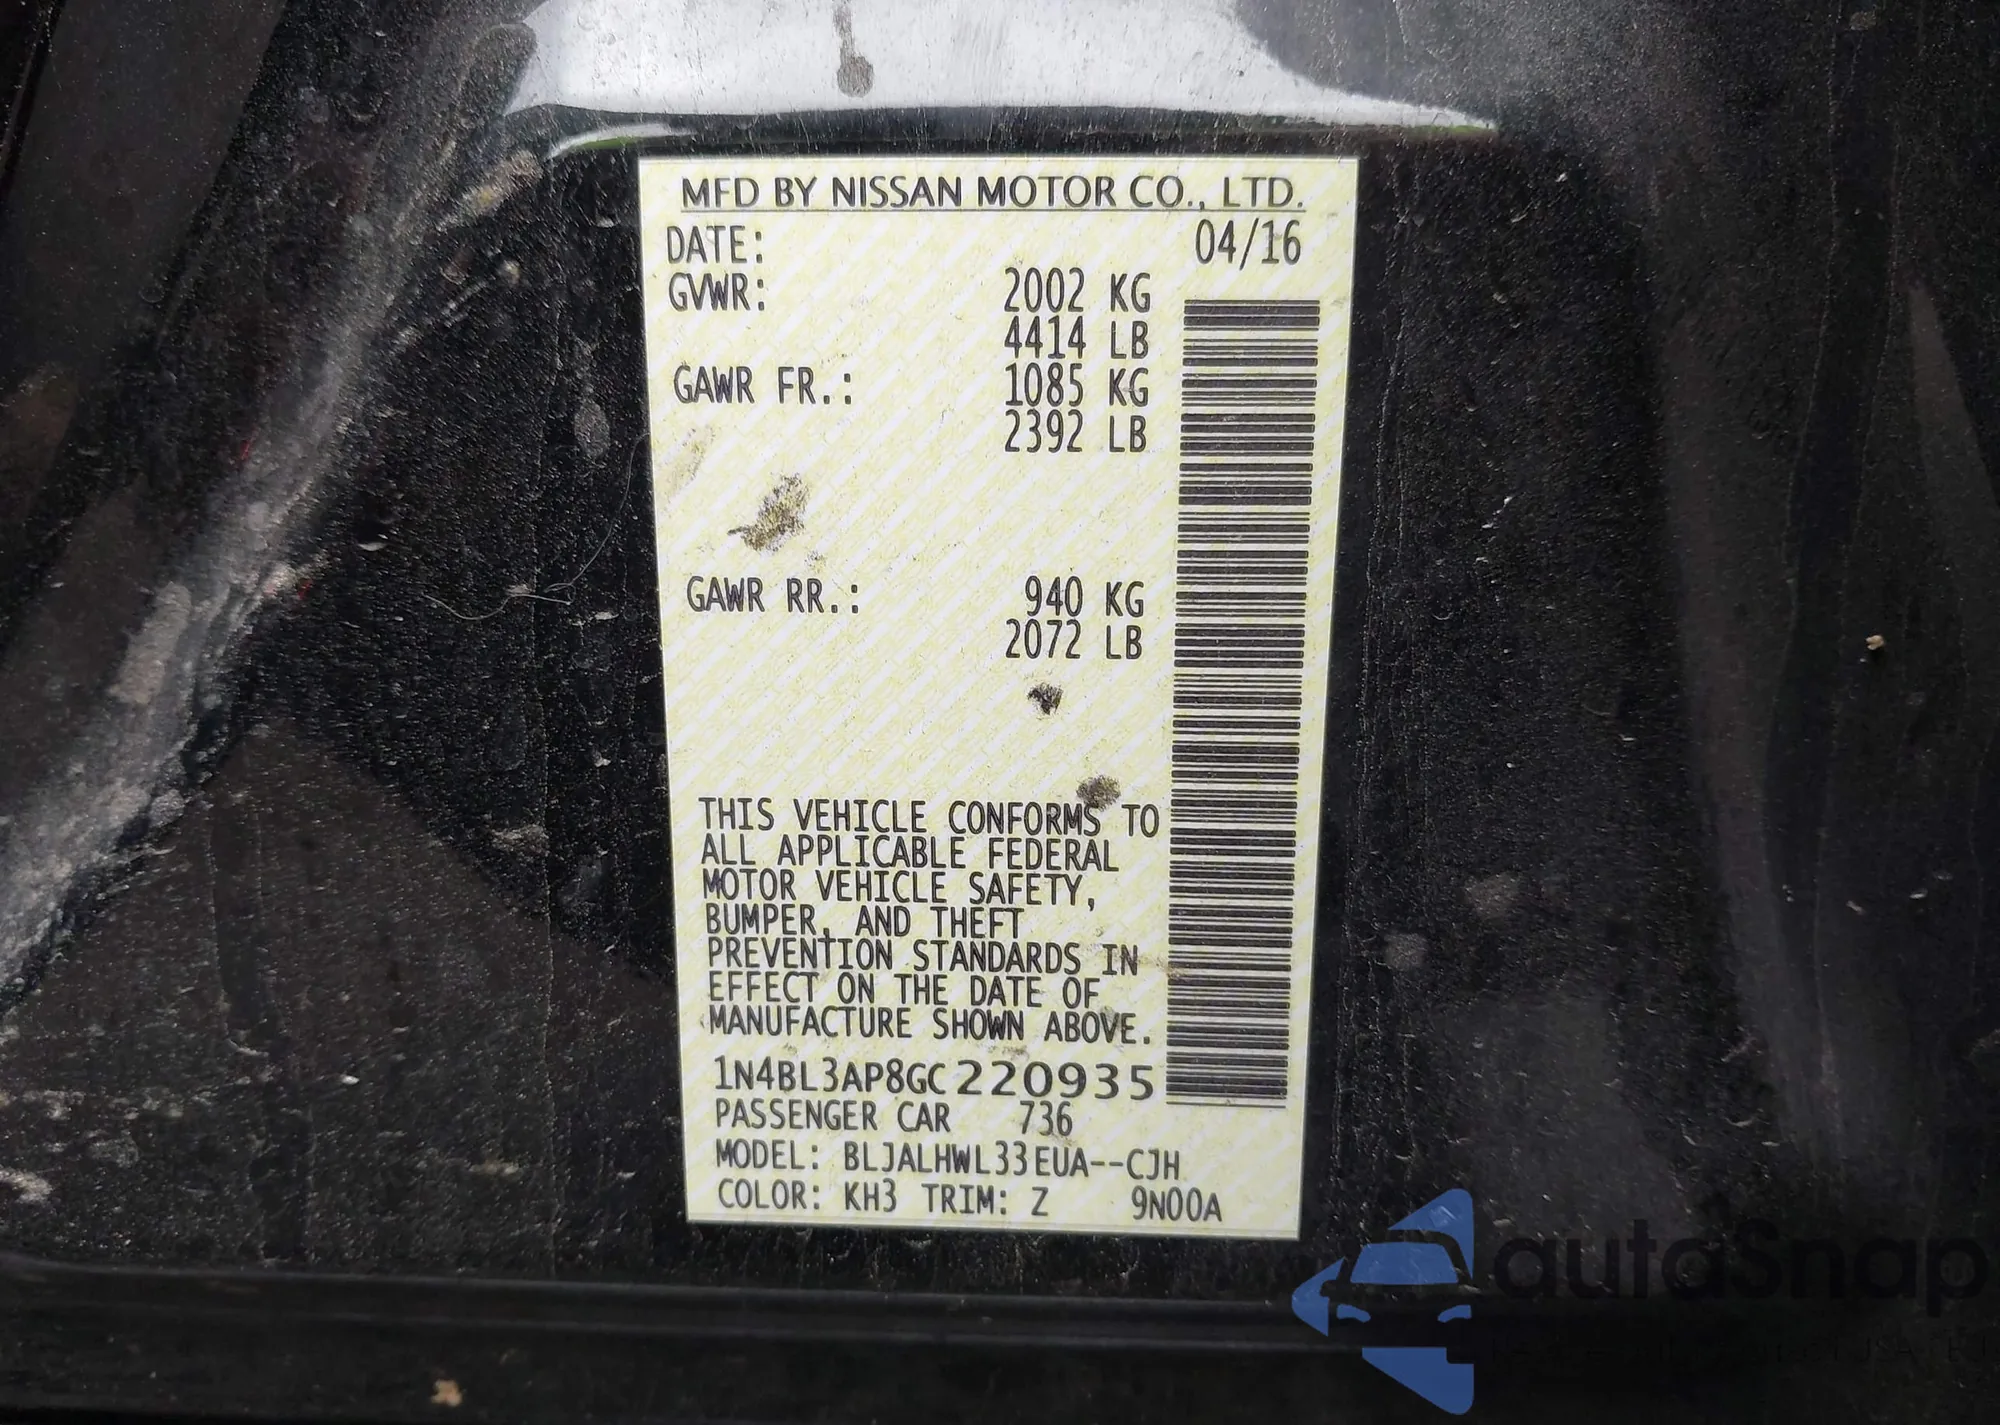 MFD BY NISSAN MOTOR CO., LTD.
DATE: 04/16
GVWR: 2002 KG
4414 LB
GAWR FR.: 1085 KG
2392 LB
GAWR RR.: 940 KG
2072 LB
THIS VEHICLE CONFORMS TO
ALL APPLICABLE FEDERAL
MOTOR VEHICLE SAFETY,
BUMPER, AND THEFT
PREVENTION STANDARDS IN
EFFECT ON THE DATE OF
MANUFACTURE SHOWN ABOVE.
1N4BL3AP8GC220935
PASSENGER CAR 736
MODEL: BLJALHWL33EUA--CJH
COLOR: KH3 TRIM: Z 9N00A
autoSnap